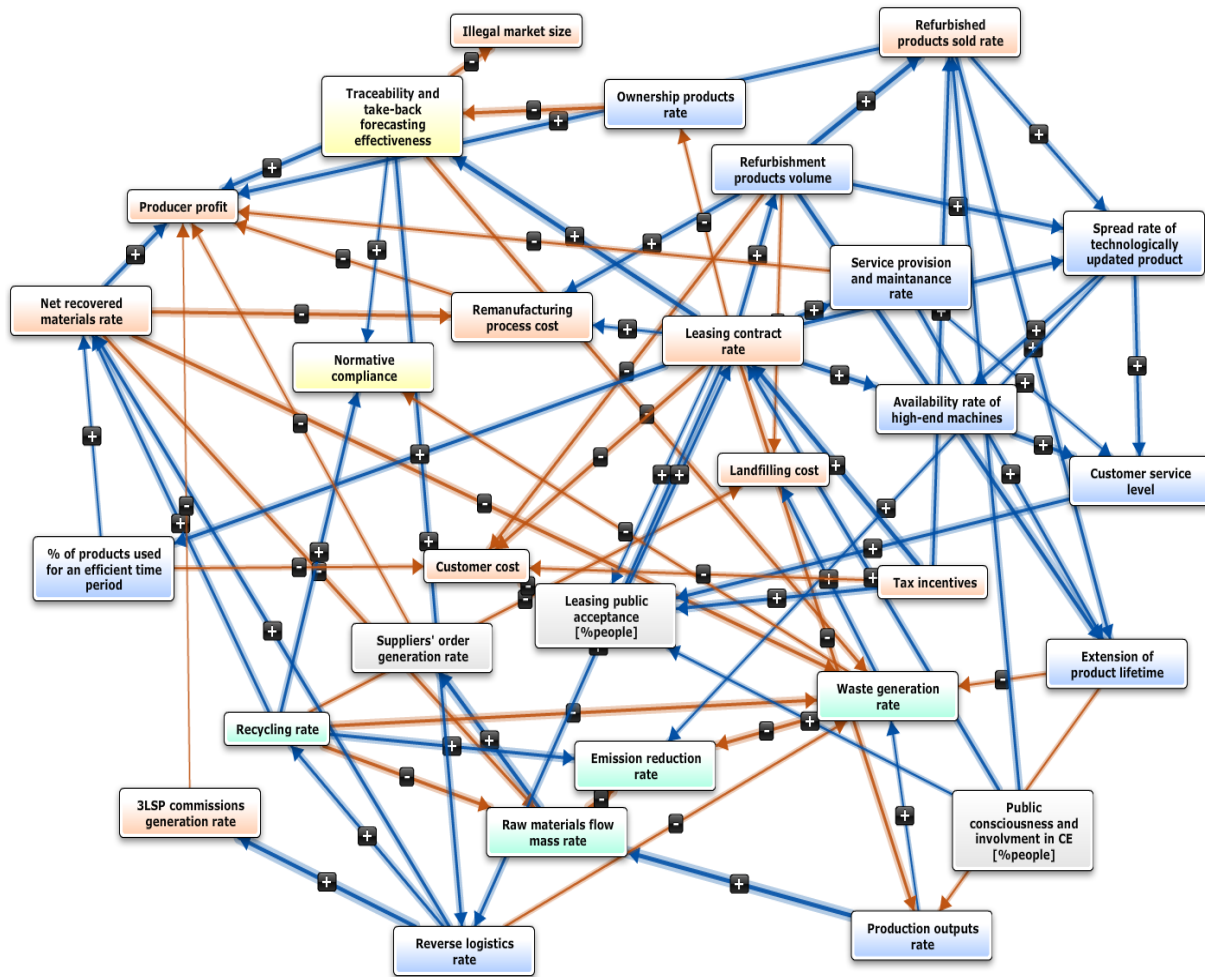 Illegal market size
Refurbished
products sold rate
Traceability and
take-back
forecasting
effectiveness
Ownership products
rate
Refurbishment
products volume
Producer profit
Spread rate of
technologically
updated product
Service provision
and maintanance
rate
Net recovered
materials rate
Remanufacturing
process cost
Leasing contract
rate
Normative
compliance
Availability rate of
high-end machines
Landfilling cost
Customer service
level
% of products used
for an efficient time
period
Customer cost
Tax incentives
Leasing public
acceptance
[%people]
Suppliers' order
generation rate
Extension of
product lifetime
Waste generation
rate
Recycling rate
Emission reduction
rate
3LSP commissions
generation rate
Raw materials flow
mass rate
Public
consciousness and
involvment in CE
[%people]
Production outputs
rate
Reverse logistics
rate